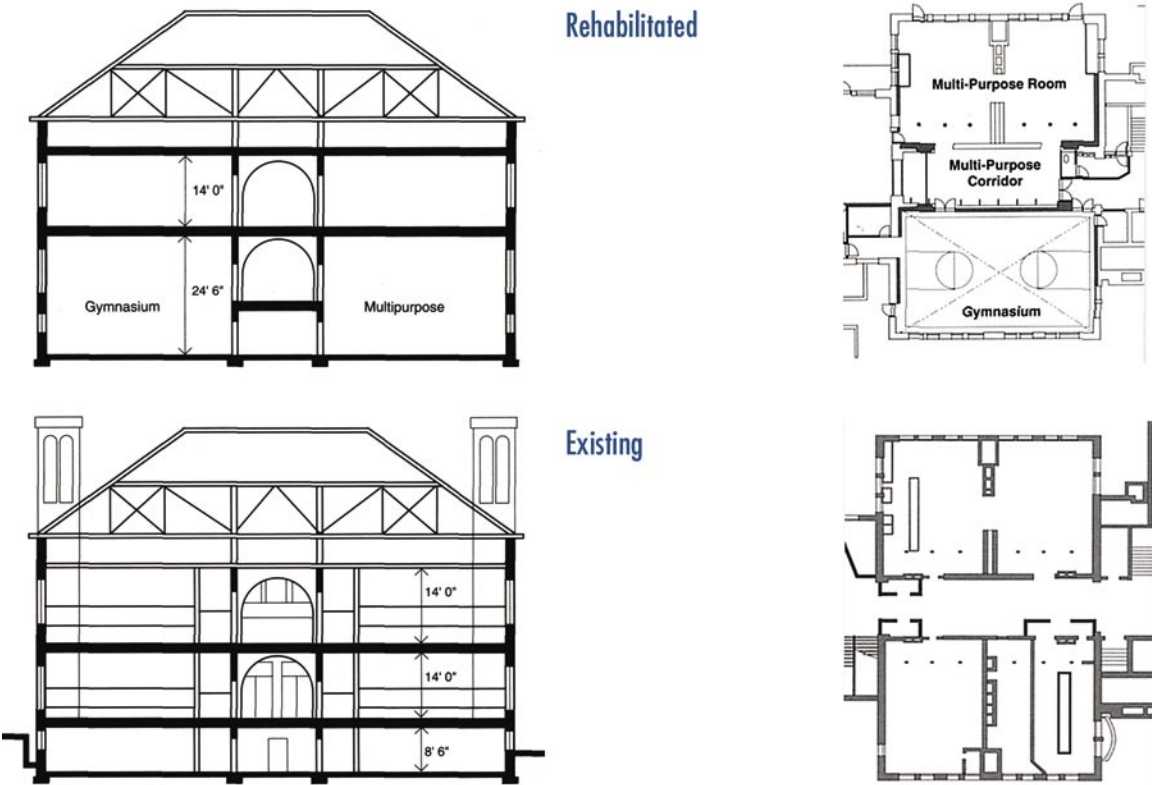 Rehabilitated
14' 0"
24' 6"
Gymnasium
Multipurpose
Multi-Purpose Room
Multi-Purpose
Corridor
Gymnasium
Existing
14' 0"
14' 0"
8' 6"